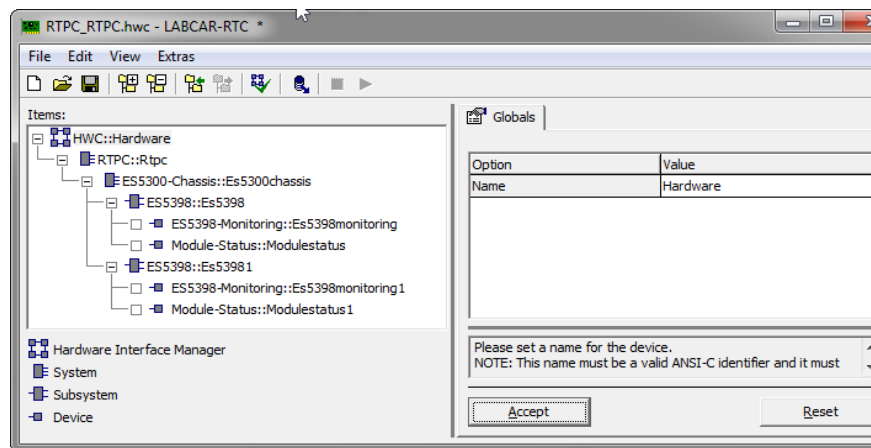 RTPC_RTPC.hwc - LABCAR-RTC *
File Edit View Extras
Items:
HWC::Hardware
RTPC::Rtpc
ES5300-Chassis::Es5300chassis
ES5398::Es5398
ES5398-Monitoring::Es5398monitoring
Module-Status::Modulestatus
ES5398::Es53981
ES5398-Monitoring::Es5398monitoring1
Module-Status::Modulestatus1
Hardware Interface Manager
System
Subsystem
Device
Globals
Option Value
Name Hardware
Please set a name for the device.
NOTE: This name must be a valid ANSI-C identifier and it must
Accept Reset